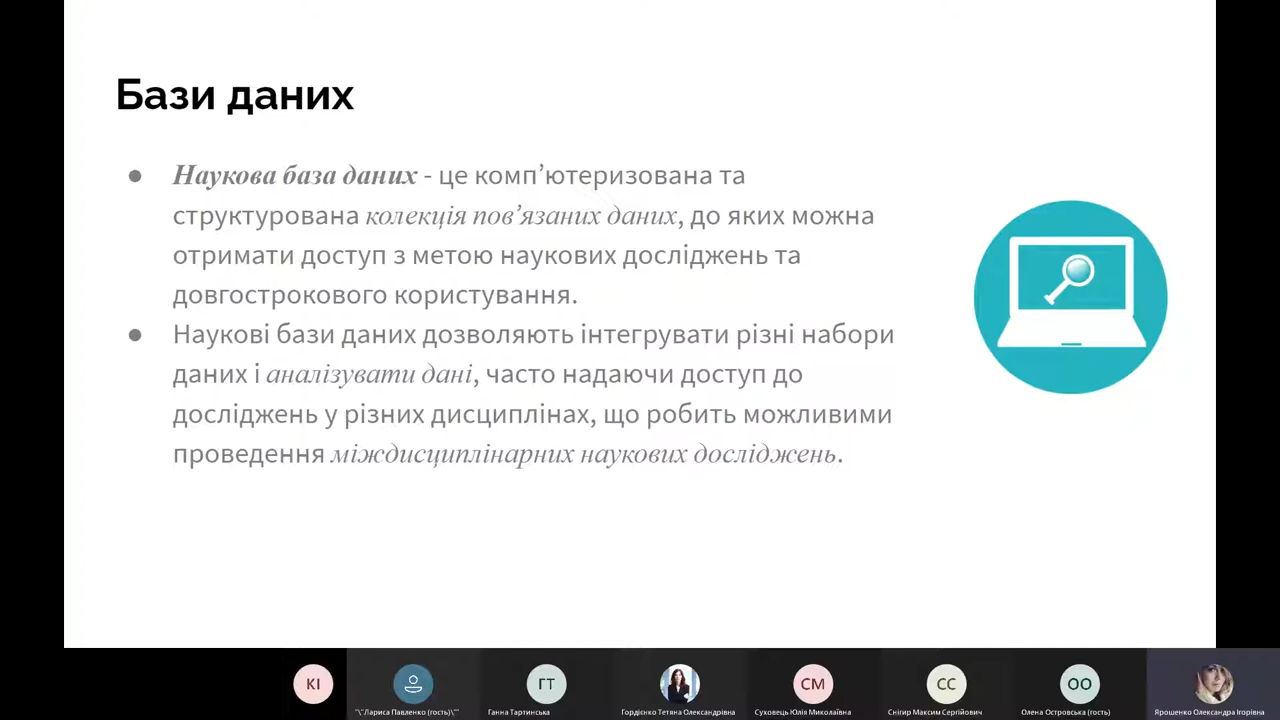 Бази даних
● Наукова база даних - це комп’ютеризована та
структурована колекція пов’язаних даних, до яких можна
отримати доступ з метою наукових досліджень та
довгострокового користування.
● Наукові бази даних дозволяють інтегрувати різні набори
даних і аналізувати дані, часто надаючи доступ до
досліджень у різних дисциплінах, що робить можливими
проведення міждисциплінарних наукових досліджень.
КІ
ГТ
СМ
СС
ОО
"\"Лариса Павленко (гость)\""
Ганна Тартинська
Гордієнко Тетяна Олександрівна
Суховець Юлія Миколаївна
Снігир Максим Сергійович
Олена Островська (гость)
Ярошенко Олександра Ігорівна